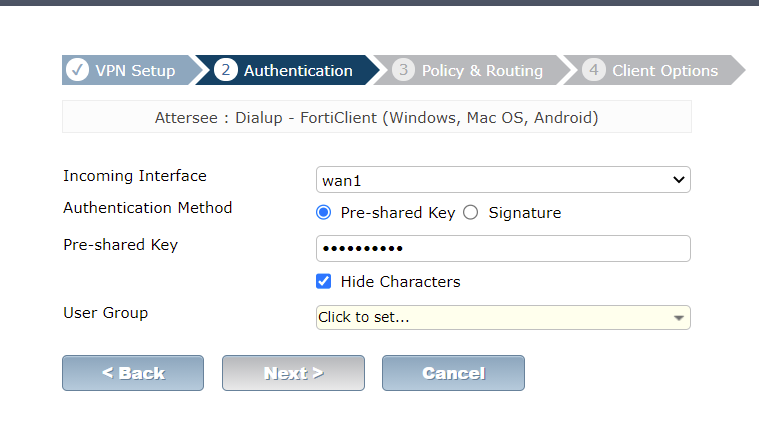 ✓ VPN Setup 2 Authentication 3 Policy & Routing 4 Client Options
Attersee : Dialup - FortiClient (Windows, Mac OS, Android)
Incoming Interface wan1
Authentication Method Pre-shared Key Signature
Pre-shared Key ••••••••••
Hide Characters
User Group Click to set...
< Back Next > Cancel